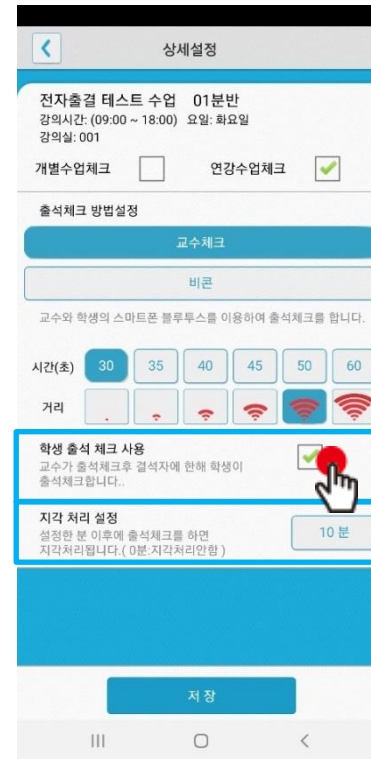 상세설정
전자출결 테스트 수업 01분반
강의시간: (09:00 ~ 18:00) 요일: 화요일
강의실: 001
개별수업체크 연강수업체크
출석체크 방법설정
교수체크
비콘
교수와 학생의 스마트폰 블루투스를 이용하여 출석체크를 합니다.
시간(초) 30 35 40 45 50 60
거리
학생 출석 체크 사용
교수가 출석체크후 결석자에 한해 학생이
출석체크합니다..
지각 처리 설정
설정한 분 이후에 출석체크를 하면
지각처리됩니다.( 0분:지각처리안함 )
10 분
저 장